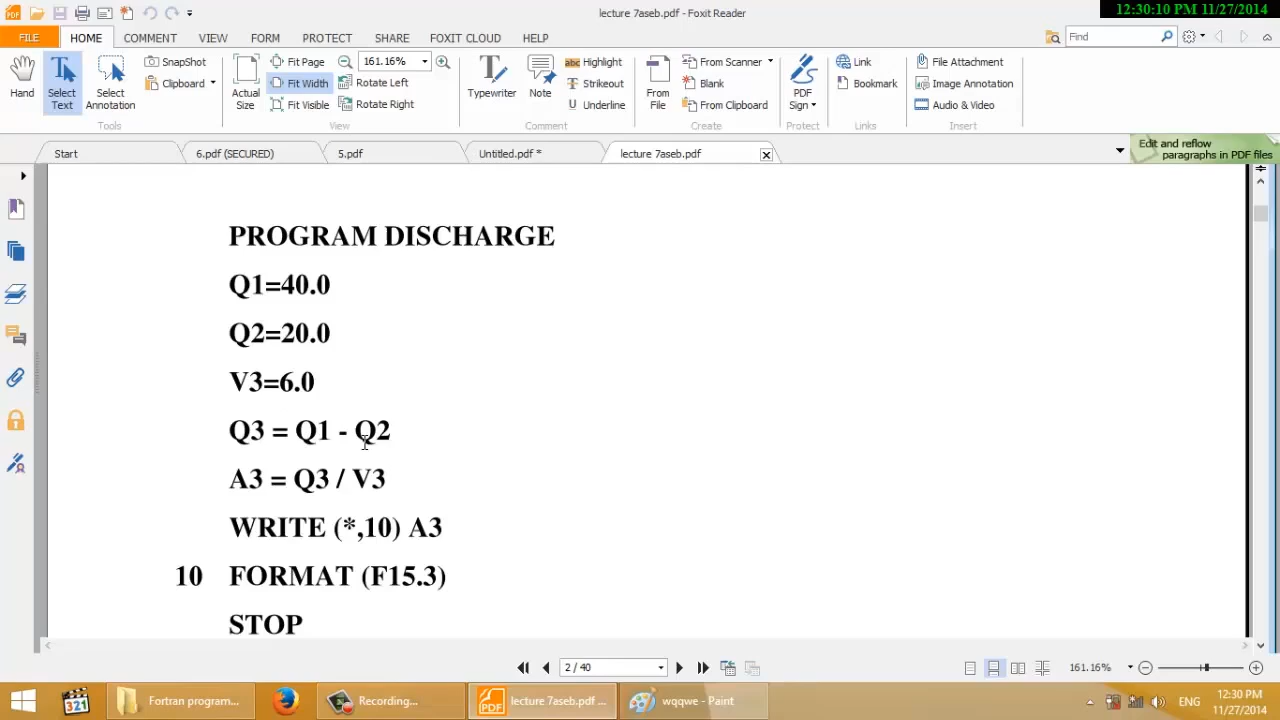 12:30:10 PM 11/27/2014
lecture 7aseb.pdf - Foxit Reader
FILE HOME COMMENT VIEW FORM PROTECT SHARE FOXIT CLOUD HELP Find
SnapShot Fit Page 161.16% Highlight From Scanner Link File Attachment
Clipboard Fit Width Rotate Left Strikeout Blank Bookmark Image Annotation
Hand Select Text Select Annotation Actual Size Fit Visible Rotate Right Typewriter Note Underline From File From Clipboard PDF Sign Audio & Video
Tools View Comment Create Protect Links Insert
Start 6.pdf (SECURED) 5.pdf Untitled.pdf * lecture 7aseb.pdf
Edit and reflow
paragraphs in PDF files
PROGRAM DISCHARGE
Q1=40.0
Q2=20.0
V3=6.0
Q3 = Q1 - Q2
A3 = Q3 / V3
WRITE (*,10) A3
10 FORMAT (F15.3)
STOP
2 / 40 161.16%
321 Fortran program... Recording... lecture 7aseb.pdf ... wqqwe - Paint ENG 12:30 PM
11/27/2014